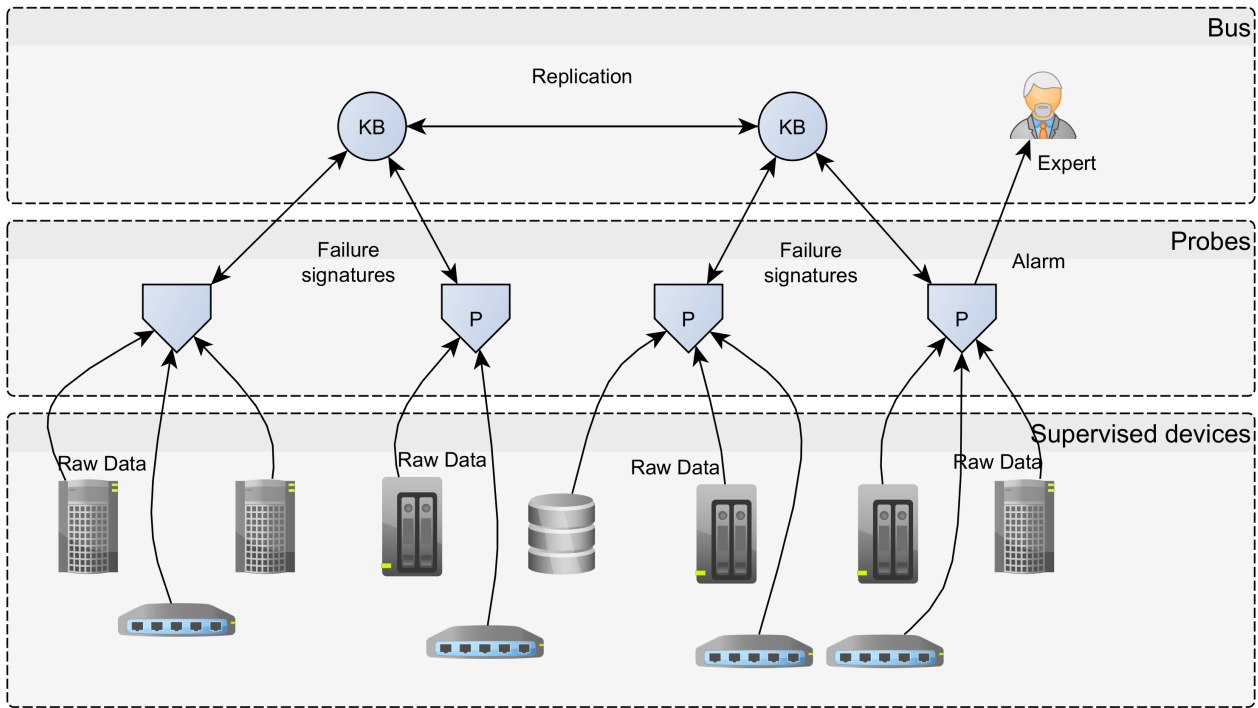 Bus
Replication
KB
KB
Expert
Probes
Failure
signatures
Failure
signatures
Alarm
P
P
P
Supervised devices
Raw Data
Raw Data
Raw Data
Raw Data